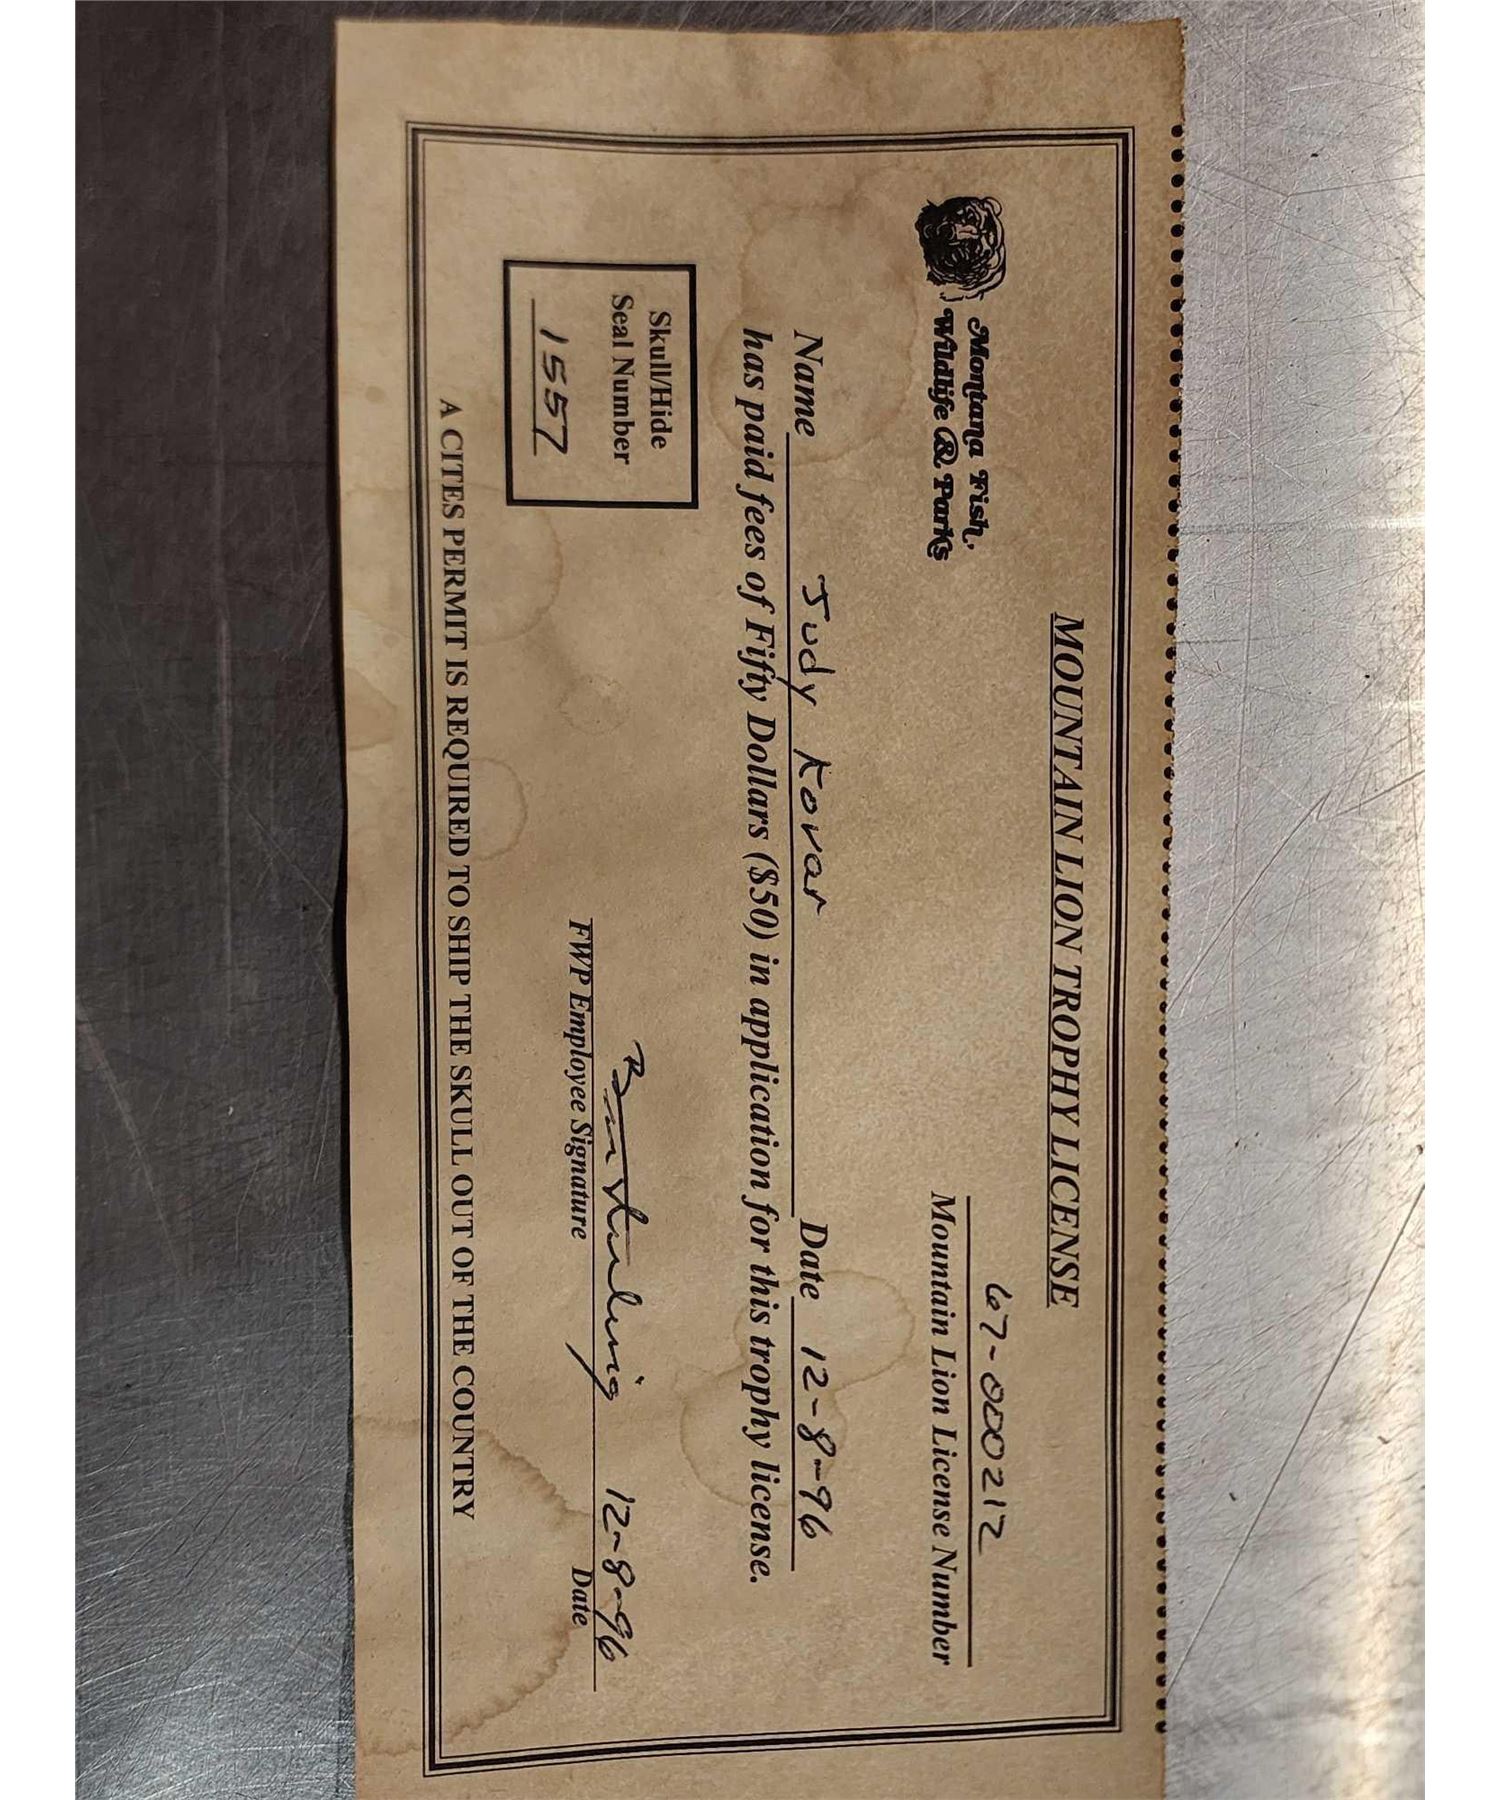 MOUNTAIN LION TROPHY LICENSE
Montana Fish,
Wildlife & Parks
67-000212
Mountain Lion License Number
Name Judy Kovar Date 12-8-96
has paid fees of Fifty Dollars ($50) in application for this trophy license.
Skull/Hide
Seal Number
1557
12-8-96
FWP Employee Signature Date
A CITES PERMIT IS REQUIRED TO SHIP THE SKULL OUT OF THE COUNTRY